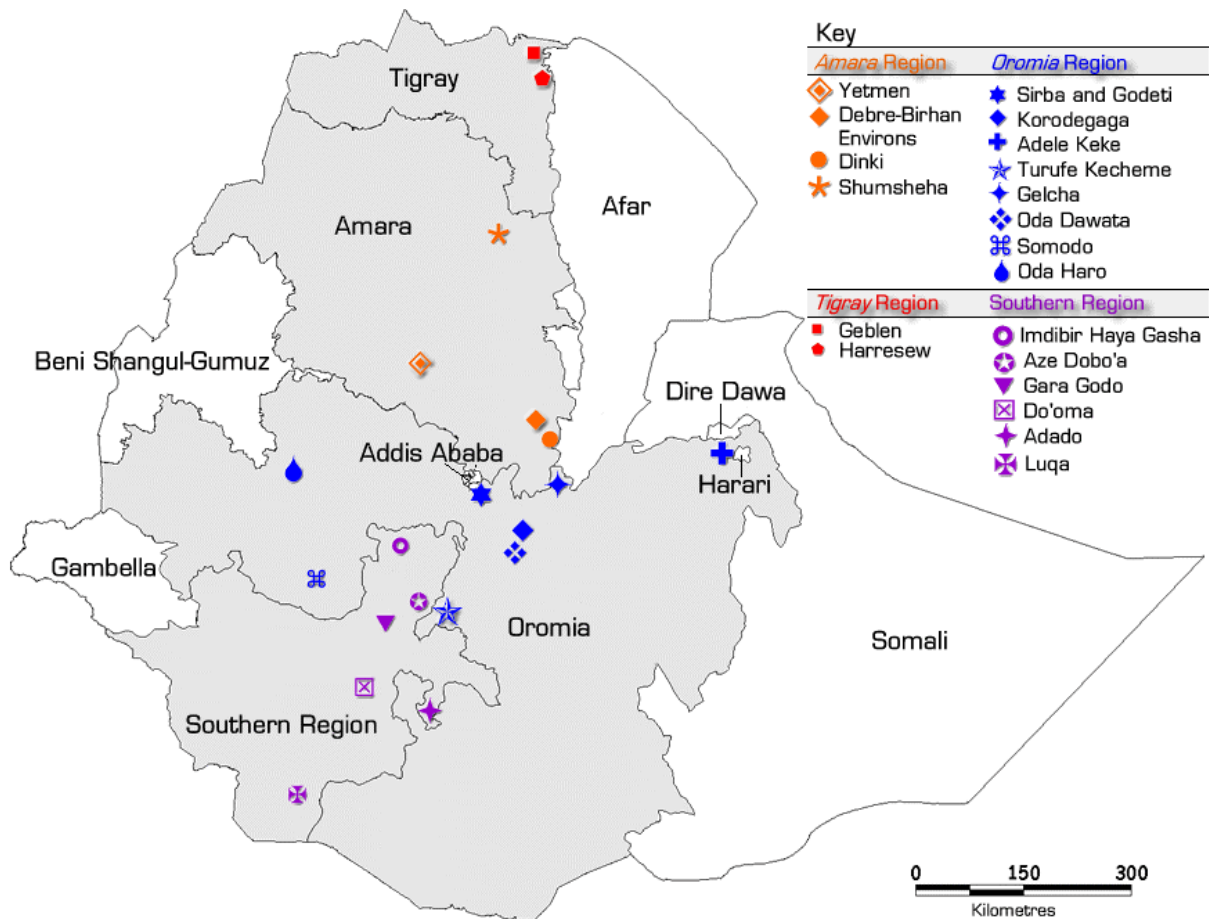 Key
Amara Region
Yetmen
Debre-Birhan
Environs
Dinki
Shumsheha
Oromia Region
Sirba and Godeti
Korodegaga
Adele Keke
Turufe Kecheme
Gelcha
Oda Dawata
Somodo
Oda Haro
Tigray Region
Geblen
Harresew
Southern Region
Imdibir Haya Gasha
Aze Dobo'a
Gara Godo
Do'oma
Adado
Luqa
Tigray
Afar
Amara
Beni Shangul-Gumuz
Dire Dawa
Addis Ababa
Harari
Gambella
Oromia
Somali
Southern Region
0 150 300
Kilometres